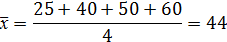 x̅ = (25 + 40 + 50 + 60) / 4 = 44